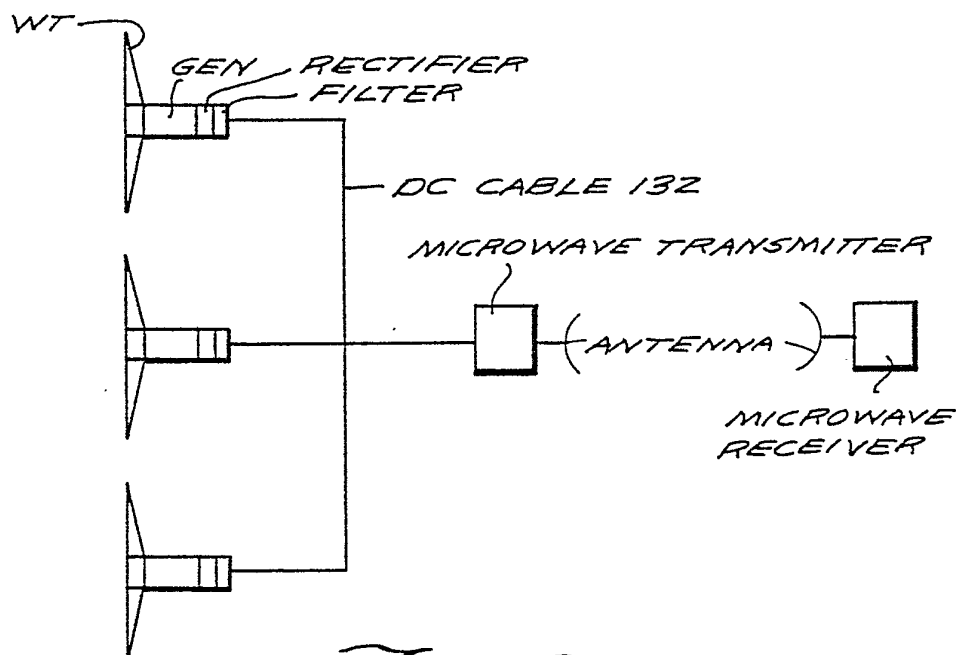 WT
GEN RECTIFIER
FILTER
DC CABLE 132
MICROWAVE TRANSMITTER
ANTENNA
MICROWAVE
RECEIVER